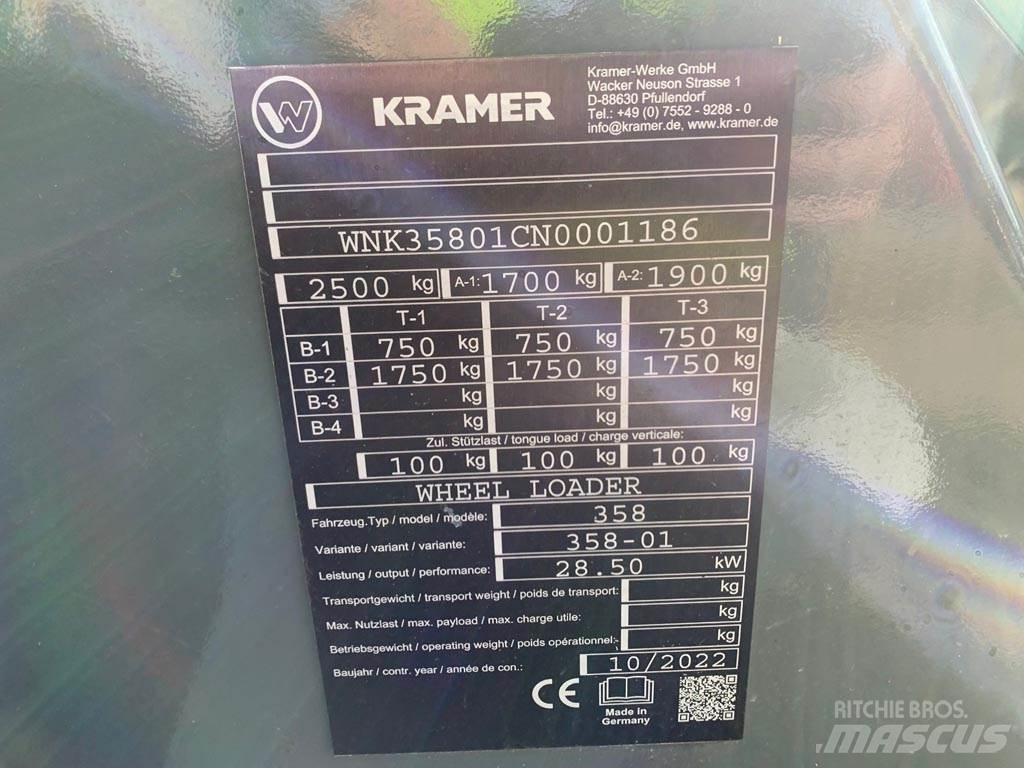 W KRAMER
Kramer-Werke GmbH
Wacker Neuson Strasse 1
D-88630 Pfullendorf
Tel.: +49 (0) 7552 - 9288 - 0
info@kramer.de, www.kramer.de
WNK35801CN0001186
2500 kg A-1: 1700 kg A-2: 1900 kg
T-1 T-2 T-3
B-1 750 kg 750 kg 750 kg
B-2 1750 kg 1750 kg 1750 kg
B-3 kg kg kg
B-4 kg kg kg
Zul. Stützlast / tongue load / charge verticale:
100 kg 100 kg 100 kg
WHEEL LOADER
Fahrzeug.Typ / model / modèle: 358
Variante / variant / variante: 358-01
Leistung / output / performance: 28.50 kW
Transportgewicht / transport weight / poids de transport: kg
Max. Nutzlast / max. payload / max. charge utile: kg
Betriebsgewicht / operating weight / poids opérationnel: kg
Baujahr / contr. year / année de con.: 10/2022
CE
Made in
Germany
RITCHIE BROS.
MASCUS